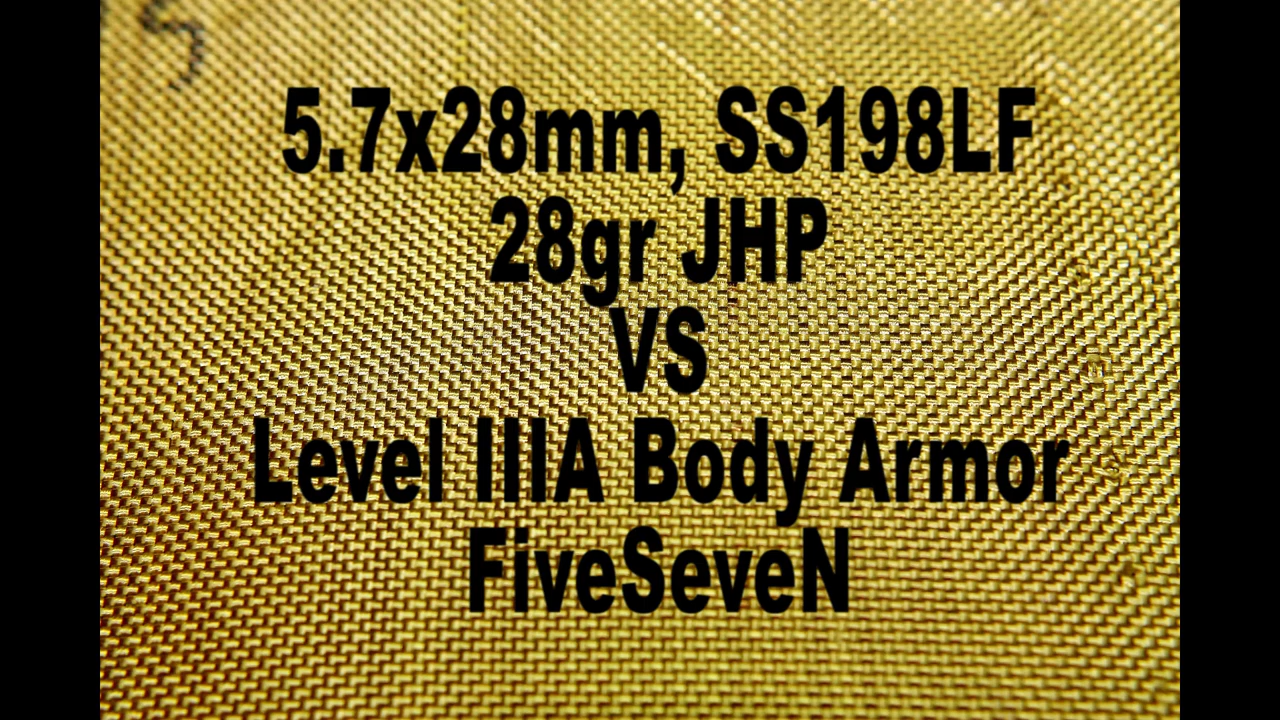 5.7x28mm, SS198LF
28gr JHP
VS
Level IIIA Body Armor
FiveSeveN